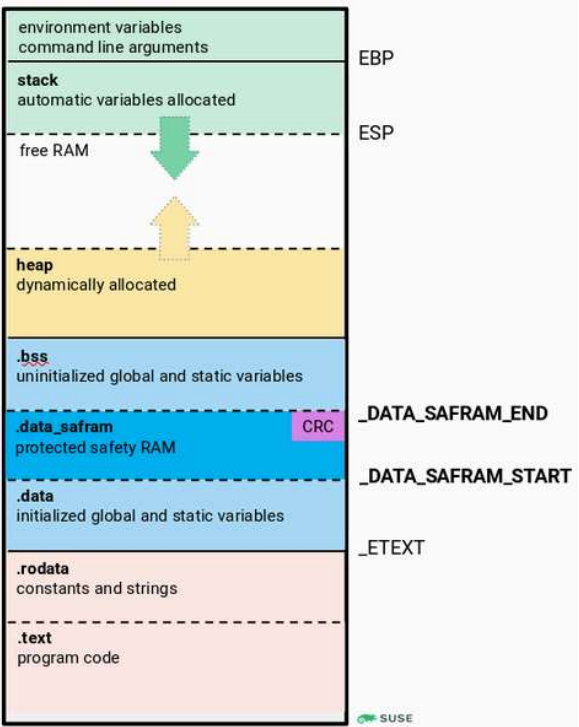 environment variables
command line arguments
EBP
stack
automatic variables allocated
ESP
free RAM
heap
dynamically allocated
.bss
uninitialized global and static variables
_DATA_SAFRAM_END
.data_safram
CRC
protected safety RAM
_DATA_SAFRAM_START
.data
initialized global and static variables
_ETEXT
.rodata
constants and strings
.text
program code
SUSE